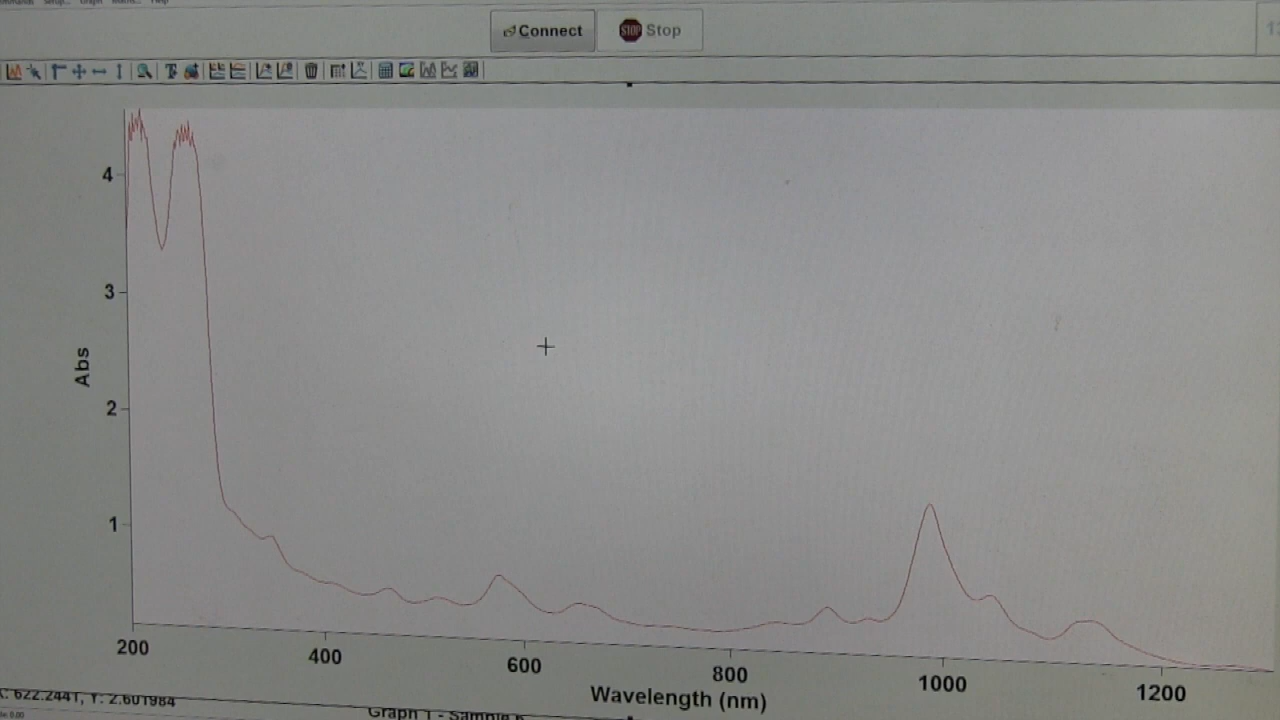 Connect
Stop
4
3
2
1
Abs
200
400
600
800
1000
1200
Wavelength (nm)
X: 622.2441, Y: 2.601984
Graph 1 - Sample